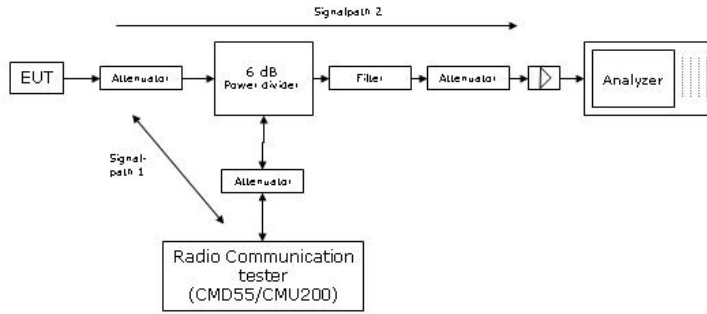 Signalpath 2
EUT
Attenuator
6 dB
Power divider
Filter
Attenuator
Analyzer
Signal-
path 1
Attenuator
Radio Communication
tester
(CMD55/CMU200)